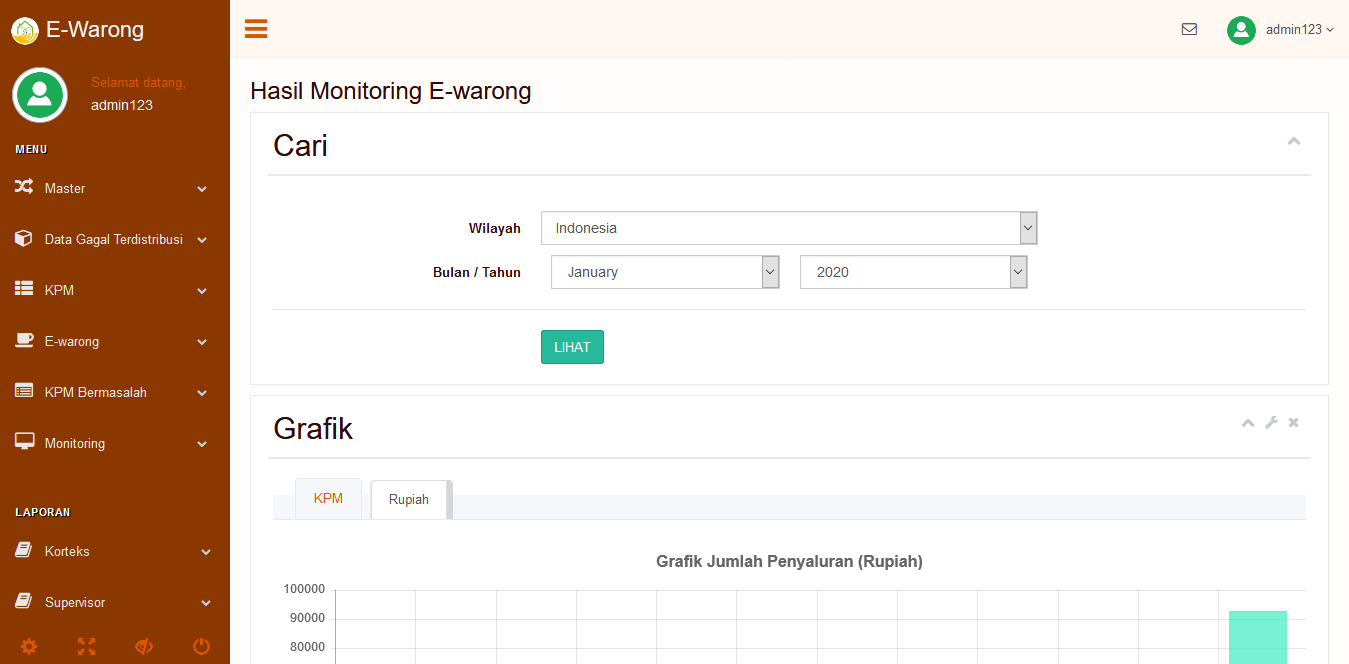 E-Warong
admin123
Selamat datang,
admin123
MENU
Master
Data Gagal Terdistribusi
KPM
E-warong
KPM Bermasalah
Monitoring
LAPORAN
Korteks
Supervisor
Hasil Monitoring E-warong
Cari
Wilayah Indonesia
Bulan / Tahun January 2020
LIHAT
Grafik
KPM Rupiah
Grafik Jumlah Penyaluran (Rupiah)
100000
90000
80000